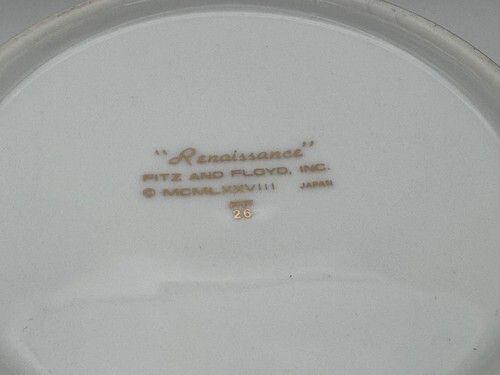 "Renaissance"
FITZ AND FLOYD, INC.
© MCMLXXVIII JAPAN
26